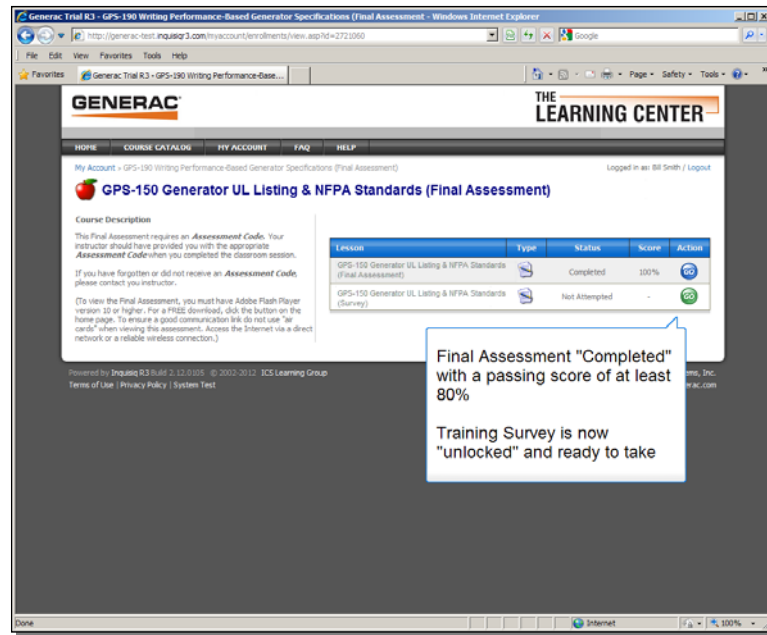 Generac Trial R3 - GPS-190 Writing Performance-Based Generator Specifications (Final Assessment - Windows Internet Explorer
http://generac-test.inquisiqr3.com/myaccount/enrollments/view.asp?id=2721060
Google
File Edit View Favorites Tools Help
Favorites Generac Trial R3 - GPS-190 Writing Performance-Base...
Page Safety Tools
GENERAC
THE
LEARNING CENTER
HOME COURSE CATALOG MY ACCOUNT FAQ HELP
My Account » GPS-190 Writing Performance-Based Generator Specifications (Final Assessment)
Logged in as: Bill Smith / Logout
GPS-150 Generator UL Listing & NFPA Standards (Final Assessment)
Course Description
This Final Assessment requires an Assessment Code. Your
instructor should have provided you with the appropriate
Assessment Code when you completed the classroom session.
If you have forgotten or did not receive an Assessment Code,
please contact you instructor.
(To view the Final Assessment, you must have Adobe Flash Player
version 10 or higher. For a FREE download, click the button on the
home page. To ensure a good communication link do not use "air
cards" when viewing this assessment. Access the Internet via a direct
network or a reliable wireless connection.)
Lesson Type Status Score Action
GPS-150 Generator UL Listing & NFPA Standards
(Final Assessment)
Completed 100% GO
GPS-150 Generator UL Listing & NFPA Standards
(Survey)
Not Attempted - GO
Final Assessment "Completed"
with a passing score of at least
80%
Training Survey is now
"unlocked" and ready to take
Powered by Inquisiq R3 Build 2.12.0105 © 2002-2012 ICS Learning Group
Terms of Use | Privacy Policy | System Test
ems, Inc.
erac.com
Done
Internet
100%